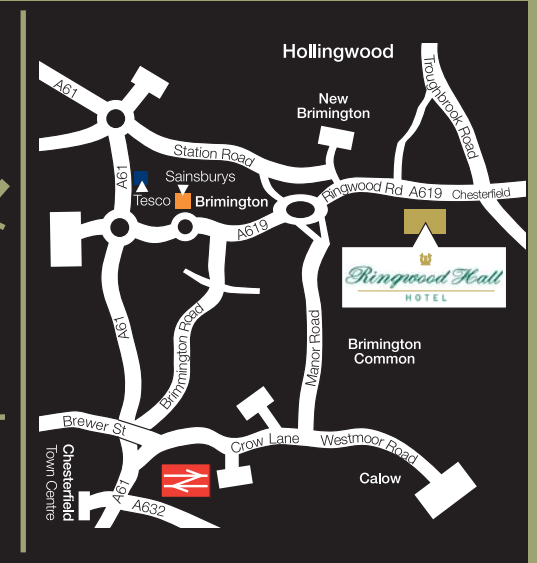 Hollingwood
A61
Troughbrook Road
New
Brimington
Station Road
A61
Sainsburys
Tesco
Brimington
Ringwood Rd A619 Chesterfield
A619
Ringwood Hall
HOTEL
A61
Brimmington Road
Manor Road
Brimington
Common
Brewer St
Crow Lane
Westmoor Road
Chesterfield
Town Centre
Calow
A61
A632